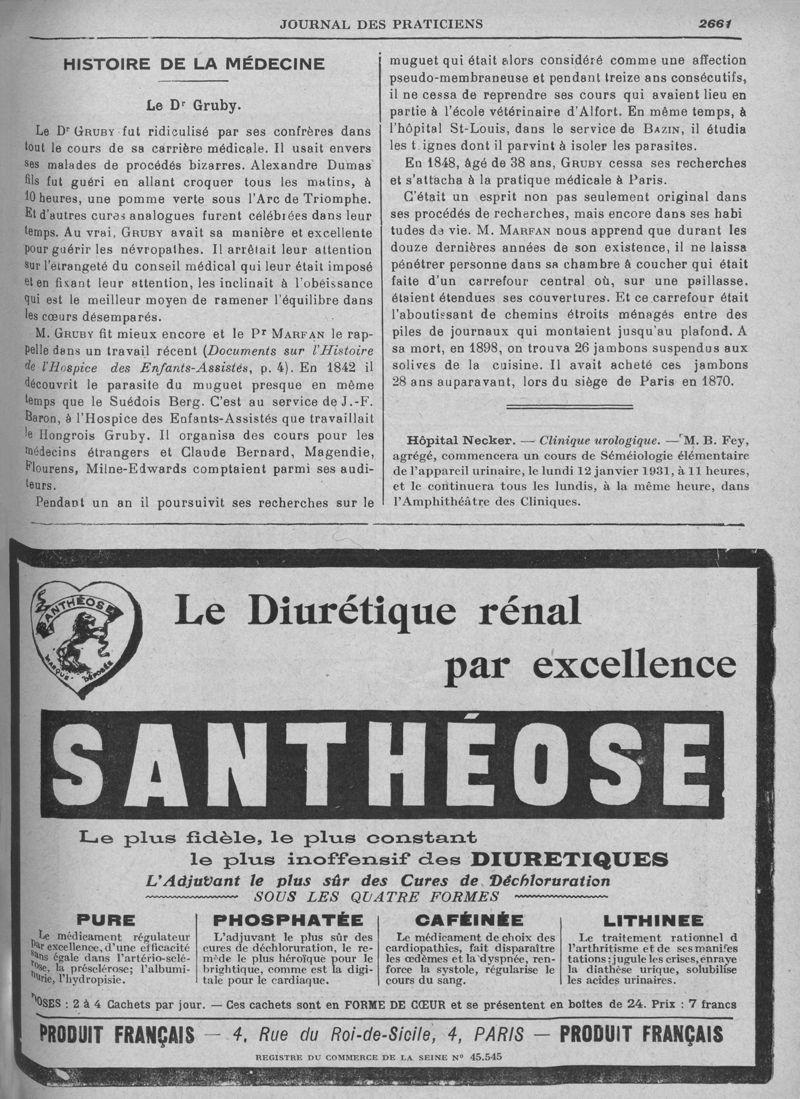 JOURNAL DES PRATICIENS
2661
HISTOIRE DE LA MÉDECINE
Le Dr Gruby.
Le Dr GRUBY fut ridiculisé par ses confrères dans
tout le cours de sa carrière médicale. Il usait envers
ses malades de procédés bizarres. Alexandre Dumas
fils fut guéri en allant croquer tous les matins, à
10 heures, une pomme verte sous l'Arc de Triomphe.
Et d'autres cures analogues furent célébrées dans leur
temps. Au vrai, GRUBY avait sa manière et excellente
pour guérir les névropathes. Il arrêtait leur attention
sur l'étrangeté du conseil médical qui leur était imposé
et en fixant leur attention, les inclinait à l'obéissance
qui est le meilleur moyen de ramener l'équilibre dans
les cœurs désemparés.
M. GRUBY fit mieux encore et le Pr MARFAN le rap-
pelle dans un travail récent (Documents sur l'Histoire
de l'Hospice des Enfants-Assistés, p. 4). En 1842 il
découvrit le parasite du muguet presque en même
temps que le Suédois Berg. C'est au service de J.-F.
Baron, à l'Hospice des Enfants-Assistés que travaillait
le Hongrois Gruby. Il organisa des cours pour les
médecins étrangers et Claude Bernard, Magendie,
Flourens, Milne-Edwards comptaient parmi ses audi-
teurs.
Pendant un an il poursuivit ses recherches sur le
muguet qui était alors considéré comme une affection
pseudo-membraneuse et pendant treize ans consécutifs,
il ne cessa de reprendre ses cours qui avaient lieu en
partie à l'école vétérinaire d'Alfort. En même temps, à
l'hôpital St-Louis, dans le service de BAZIN, il étudia
les t.ignes dont il parvint à isoler les parasites.
En 1848, âgé de 38 ans, GRUBY cessa ses recherches
et s'attacha à la pratique médicale à Paris.
C'était un esprit non pas seulement original dans
ses procédés de recherches, mais encore dans ses habi
tudes de vie. M. MARFAN nous apprend que durant les
douze dernières années de son existence, il ne laissa
pénétrer personne dans sa chambre à coucher qui était
faite d'un carrefour central où, sur une paillasse.
étaient étendues ses couvertures. Et ce carrefour était
l'aboutissant de chemins étroits ménagés entre des
piles de journaux qui montaient jusqu'au plafond. A
sa mort, en 1898, on trouva 26 jambons suspendus aux
solives de la cuisine. Il avait acheté ces jambons
28 ans auparavant, lors du siège de Paris en 1870.
Hôpital Necker. — Clinique urologique. — M. B. Fey,
agrégé, commencera un cours de Séméiologie élémentaire
de l'appareil urinaire, le lundi 12 janvier 1931, à 11 heures,
et le continuera tous les lundis, à la même heure, dans
l'Amphithéâtre des Cliniques.
SANTHÉOSE
MARQUE DÉPOSÉE
Le Diurétique rénal
par excellence
SANTHÉOSE
Le plus fidèle, le plus constant
le plus inoffensif des DIURETIQUES
L'Adjuvant le plus sûr des Cures de Déchloruration
SOUS LES QUATRE FORMES
PURE
Le médicament régulateur
par excellence, d'une efficacité
sans égale dans l'artério-sclé-
rose, la présclérose; l'albumi-
nurie, l'hydropisie.
PHOSPHATÉE
L'adjuvant le plus sûr des
cures de déchloruration, le re-
mède le plus héroïque pour le
brightique, comme est la digi-
tale pour le cardiaque.
CAFÉINÉE
Le médicament de choix des
cardiopathies, fait disparaître
les œdèmes et la dyspnée, ren-
force la systole, régularise le
cours du sang.
LITHINEE
Le traitement rationnel d
l'arthritisme et de ses manifes
tations; jugule les crises, enraye
la diathèse urique, solubilise
les acides urinaires.
DOSES : 2 à 4 Cachets par jour. — Ces cachets sont en FORME DE CŒUR et se présentent en boîtes de 24. Prix : 7 francs
PRODUIT FRANÇAIS — 4, Rue du Roi-de-Sicile, 4, PARIS — PRODUIT FRANÇAIS
REGISTRE DU COMMERCE DE LA SEINE N° 45.545